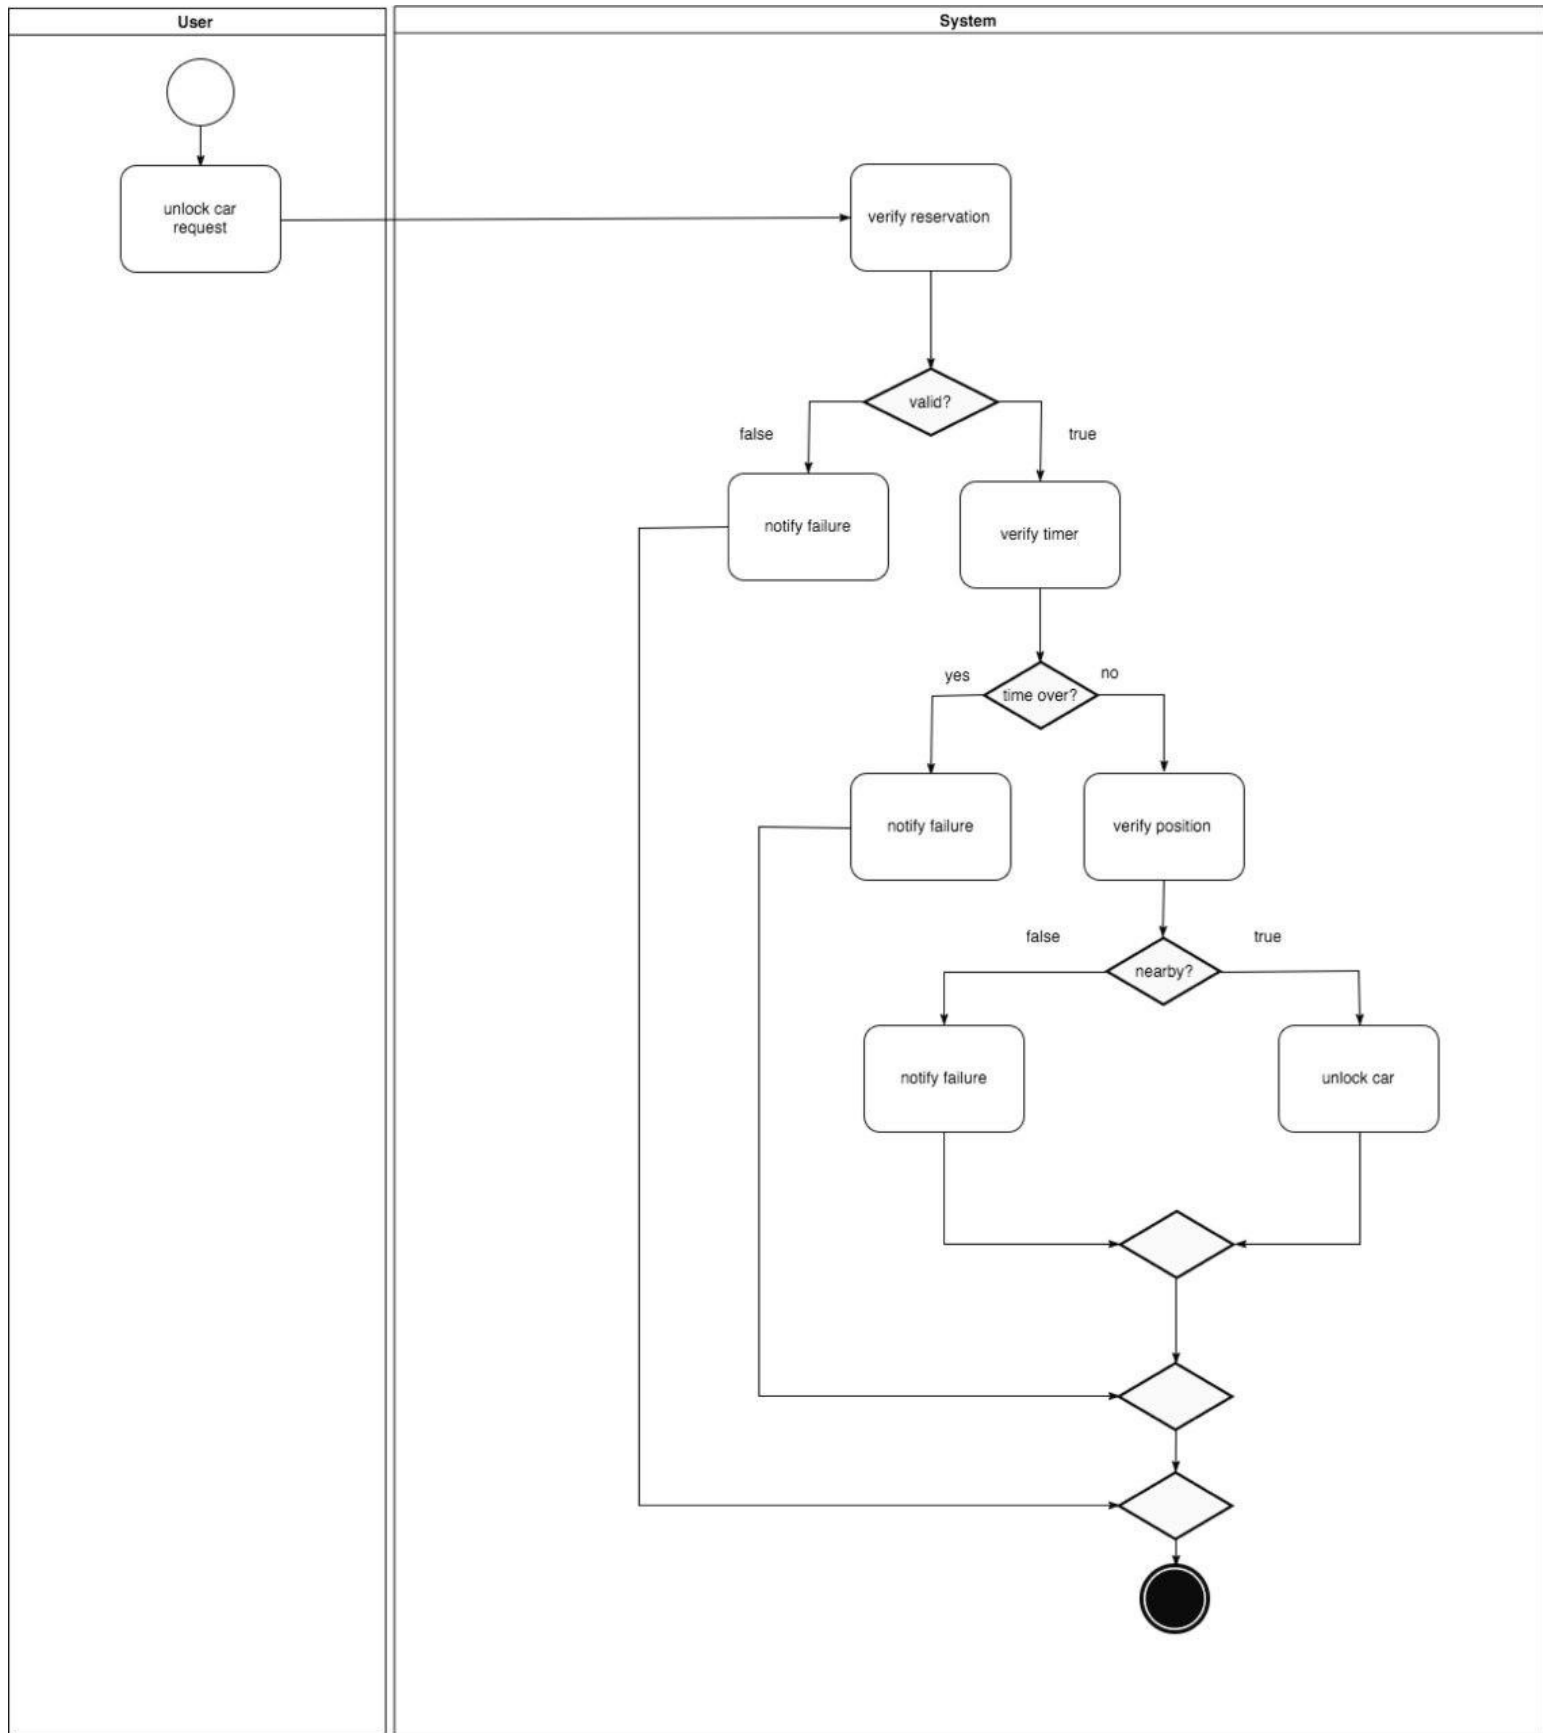 User
System
unlock car
request
verify reservation
valid?
false
true
notify failure
verify timer
yes
no
time over?
notify failure
verify position
false
true
nearby?
notify failure
unlock car